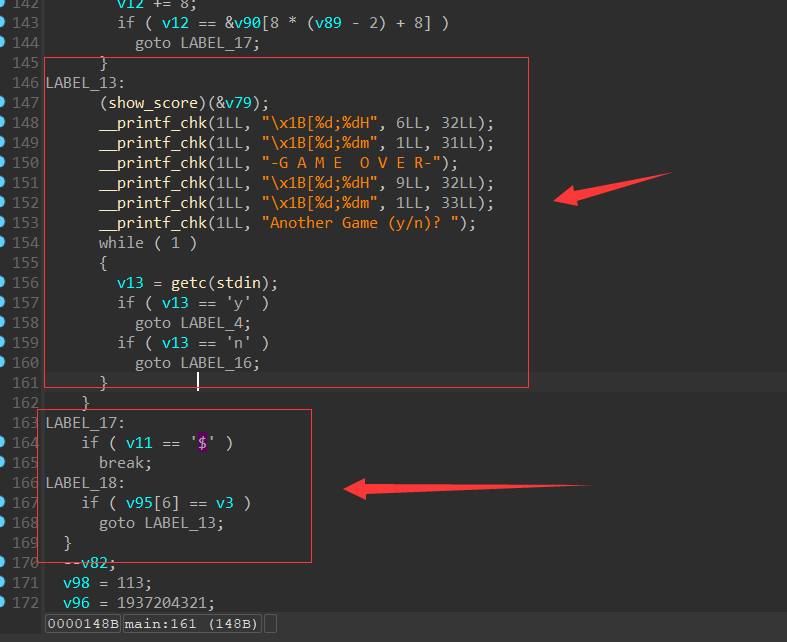 142 v12 += 8;
143 if ( v12 == &v90[8 * (v89 - 2) + 8] )
144 goto LABEL_17;
145 }
146 LABEL_13:
147 (show_score)(&v79);
148 __printf_chk(1LL, "\x1B[%d;%dH", 6LL, 32LL);
149 __printf_chk(1LL, "\x1B[%d;%dm", 1LL, 31LL);
150 __printf_chk(1LL, "-G A M E  O V E R-");
151 __printf_chk(1LL, "\x1B[%d;%dH", 9LL, 32LL);
152 __printf_chk(1LL, "\x1B[%d;%dm", 1LL, 33LL);
153 __printf_chk(1LL, "Another Game (y/n)? ");
154 while ( 1 )
155 {
156 v13 = getc(stdin);
157 if ( v13 == 'y' )
158 goto LABEL_4;
159 if ( v13 == 'n' )
160 goto LABEL_16;
161 }
162 }
163 LABEL_17:
164 if ( v11 == '$' )
165 break;
166 LABEL_18:
167 if ( v95[6] == v3 )
168 goto LABEL_13;
169 }
170 --v82;
171 v98 = 113;
172 v96 = 1937204321;
0000148B main:161 (148B)